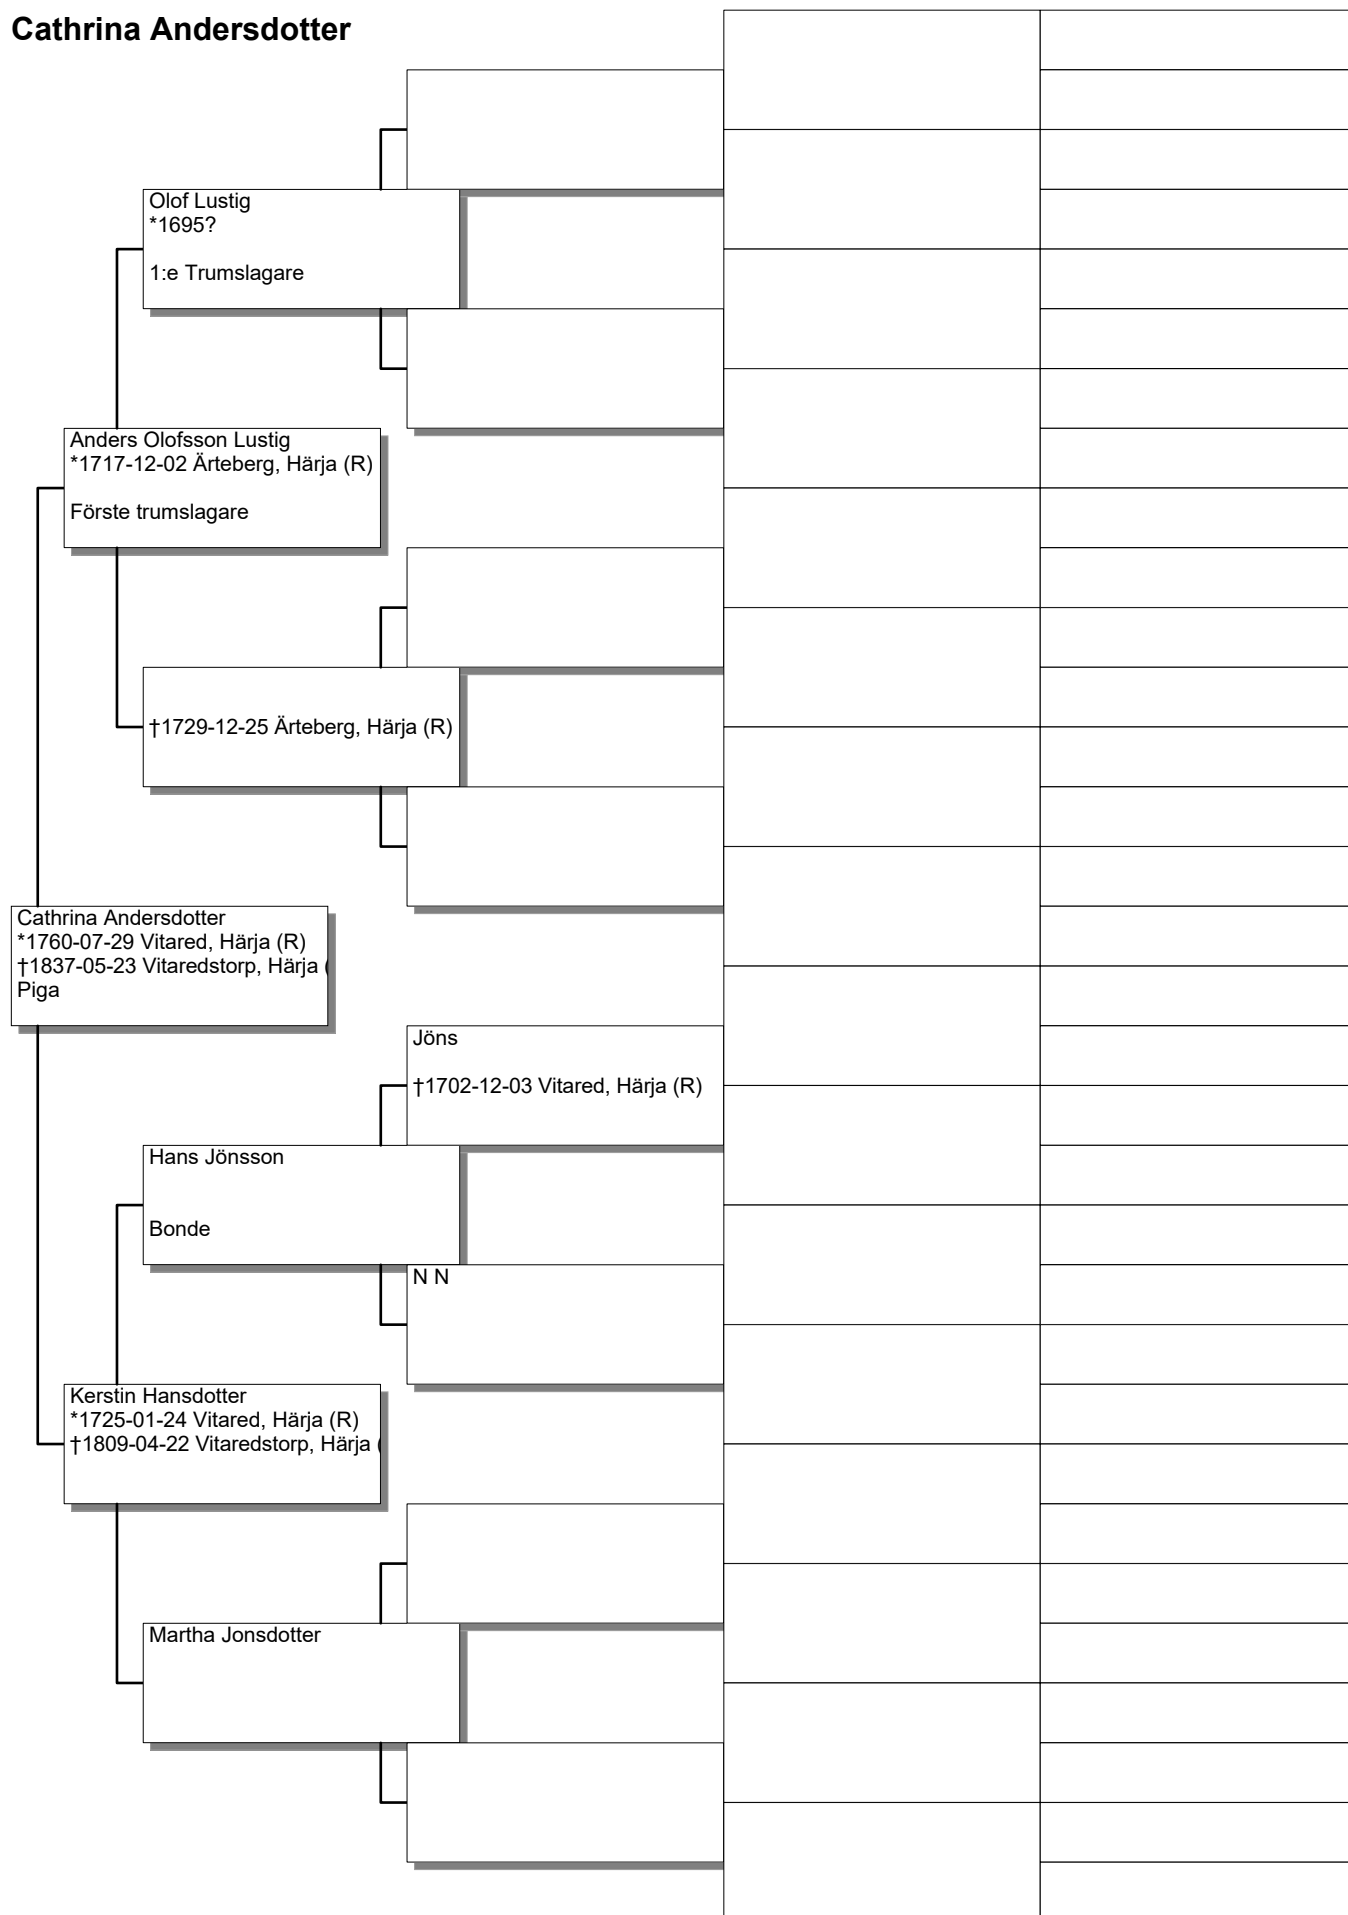 Cathrina Andersdotter
Olof Lustig
*1695?
1:e Trumslagare
Anders Olofsson Lustig
*1717-12-02 Ärteberg, Härja (R)
Förste trumslagare
†1729-12-25 Ärteberg, Härja (R)
Cathrina Andersdotter
*1760-07-29 Vitared, Härja (R)
†1837-05-23 Vitaredstorp, Härja (
Piga
Jöns
†1702-12-03 Vitared, Härja (R)
Hans Jönsson
Bonde
N N
Kerstin Hansdotter
*1725-01-24 Vitared, Härja (R)
†1809-04-22 Vitaredstorp, Härja (
Martha Jonsdotter